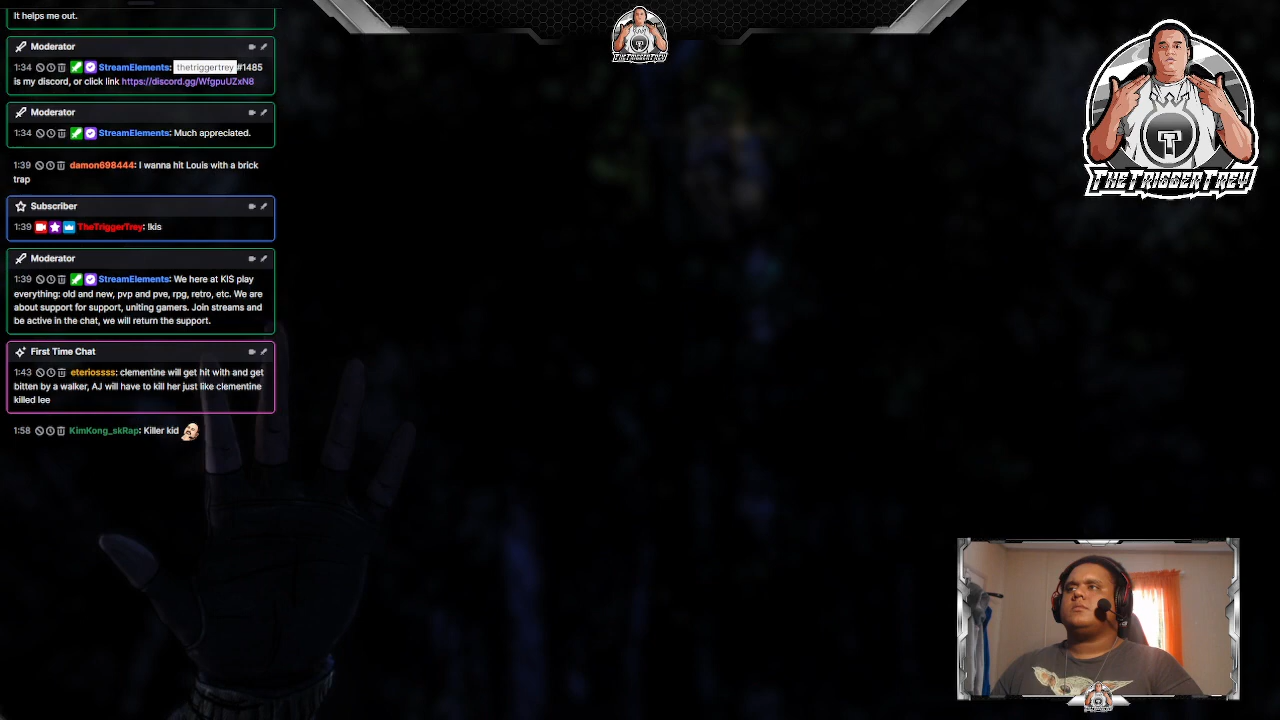 It helps me out.
Moderator
1:34 StreamElements: thetriggertrey #1485
is my discord, or click link https://discord.gg/WfgpuUZxN8
Moderator
1:34 StreamElements: Much appreciated.
1:39 damon698444: I wanna hit Louis with a brick
trap
Subscriber
1:39 TheTriggerTrey: !kis
Moderator
1:39 StreamElements: We here at KIS play
everything: old and new, pvp and pve, rpg, retro, etc. We are
about support for support, uniting gamers. Join streams and
be active in the chat, we will return the support.
First Time Chat
1:43 eteriossss: clementine will get hit with and get
bitten by a walker, AJ will have to kill her just like clementine
killed lee
1:58 KimKong_skRap: Killer kid
THETRIGGERTREY
T
THETRIGGERTREY